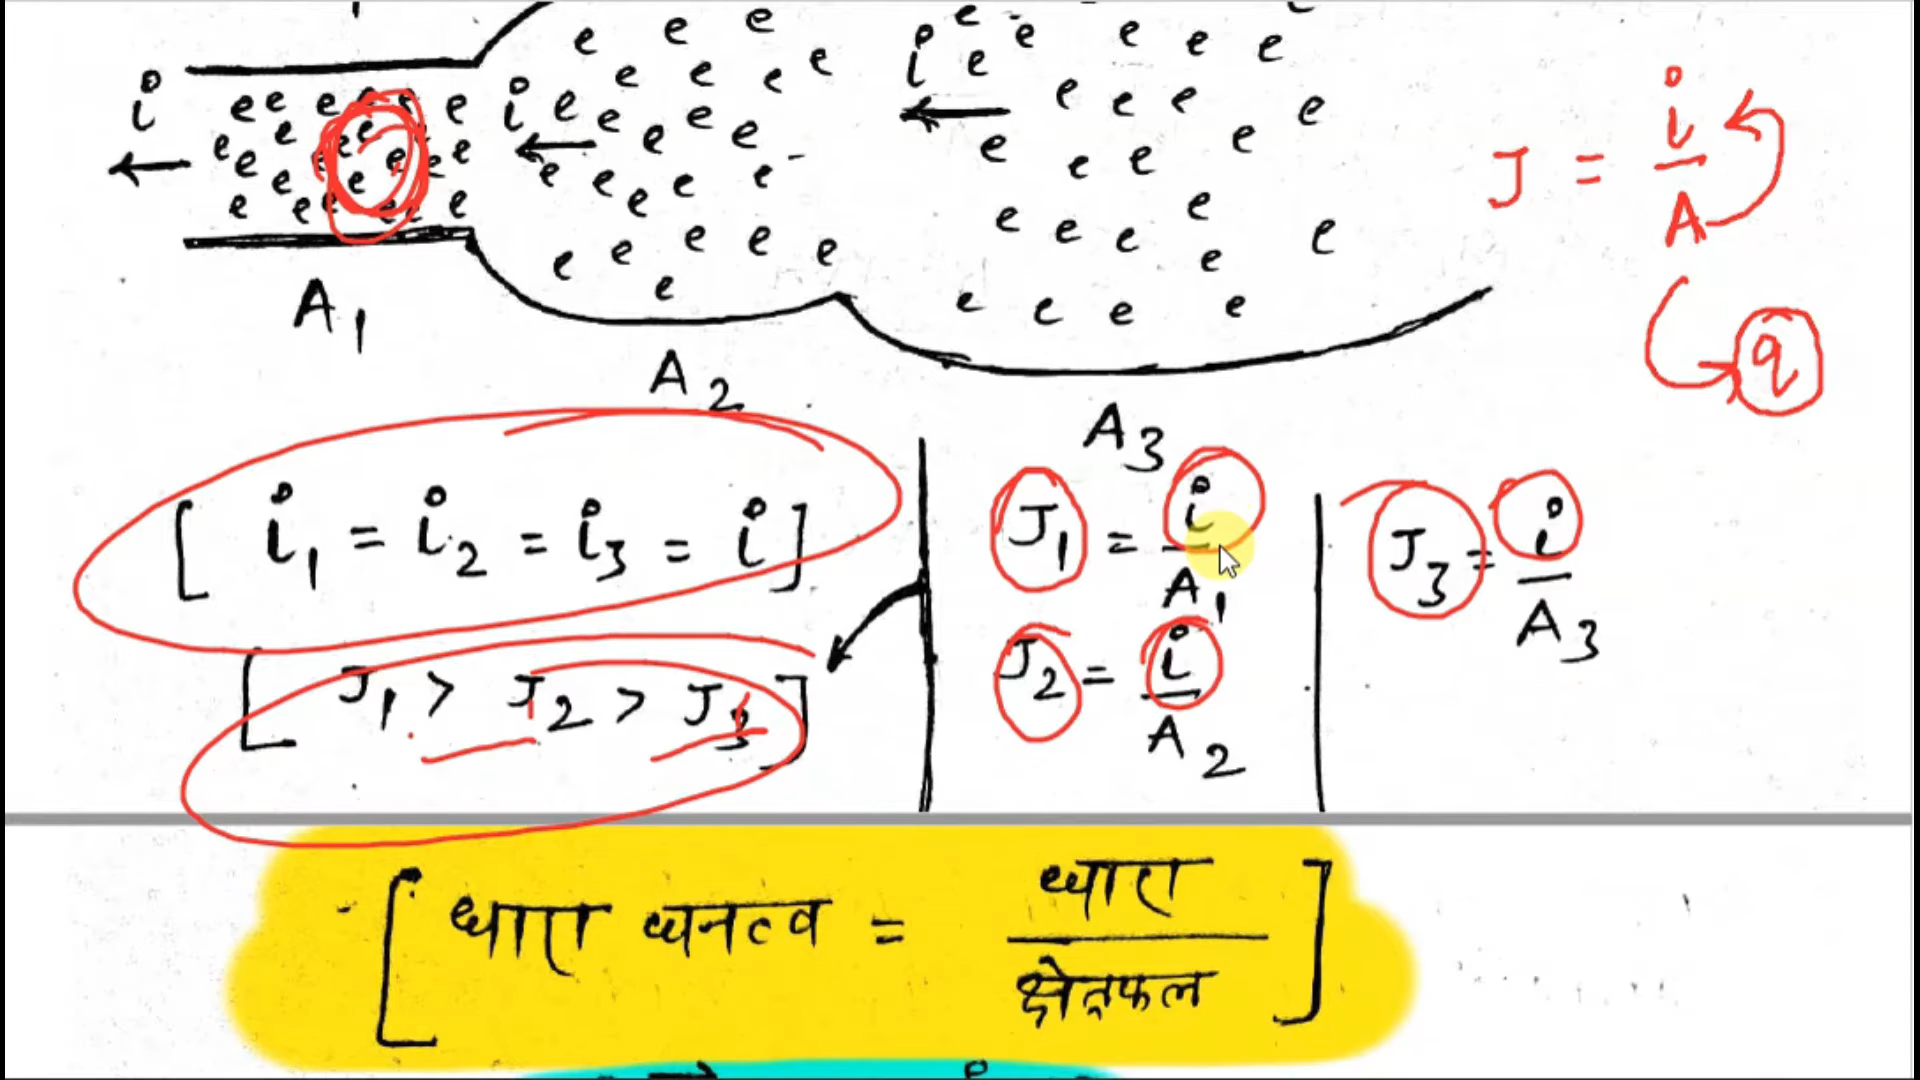 i e e e e e e i e e e e i e e e e
A1
A2
A3
J = i/A
q
[ i1 = i2 = i3 = i ]
[ J1 > J2 > J3 ]
J1 = i/A1
J2 = i/A2
J3 = i/A3
[ धारा घनत्व = धारा/क्षेत्रफल ]